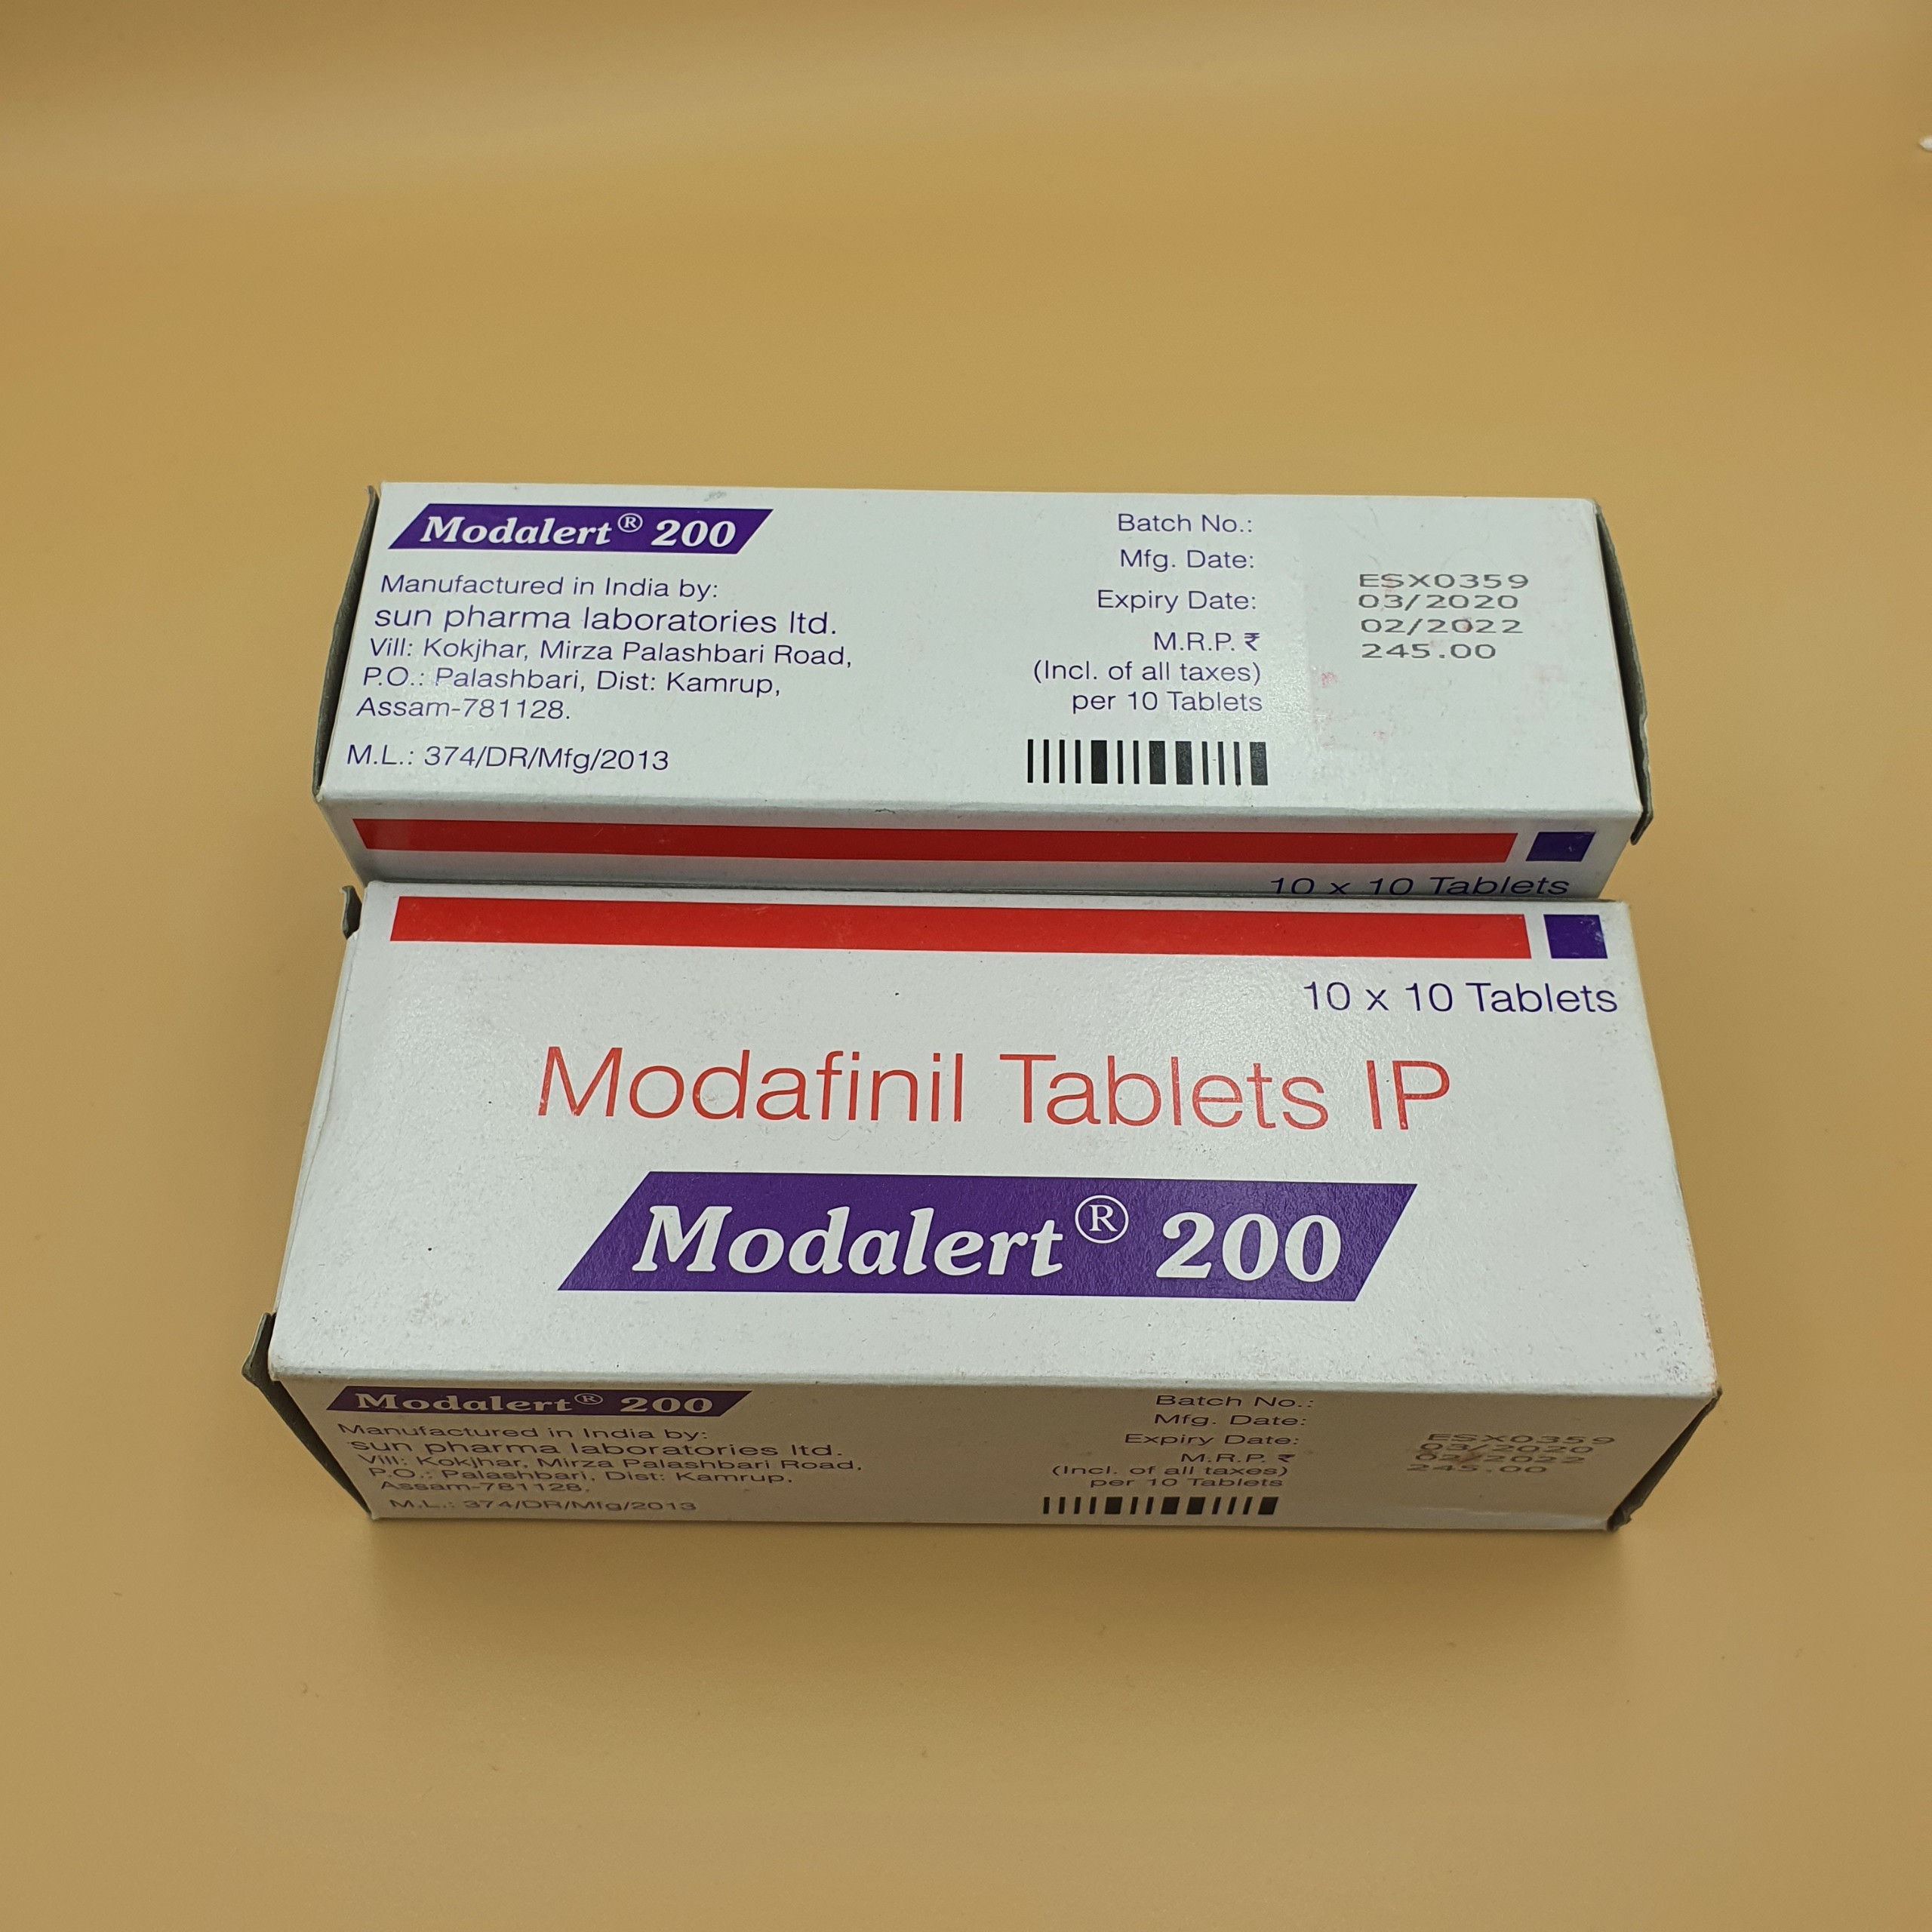 Modalert® 200
Manufactured in India by:
sun pharma laboratories ltd.
Vill: Kokjhar, Mirza Palashbari Road,
P.O.: Palashbari, Dist: Kamrup,
Assam-781128.
M.L.: 374/DR/Mfg/2013
Batch No.:
Mfg. Date:
Expiry Date:
M.R.P. ₹
(Incl. of all taxes)
per 10 Tablets
ESX0359
03/2020
02/2022
245.00
10 x 10 Tablets
10 x 10 Tablets
Modafinil Tablets IP
Modalert® 200
Modalert® 200
Manufactured in India by:
sun pharma laboratories ltd.
Vill: Kokjhar, Mirza Palashbari Road,
P.O.: Palashbari, Dist: Kamrup,
Assam-781128.
M.L.: 374/DR/Mfg/2013
Batch No.:
Mfg. Date:
Expiry Date:
M.R.P. ₹
(Incl. of all taxes)
per 10 Tablets
ESX0359
03/2020
02/2022
245.00